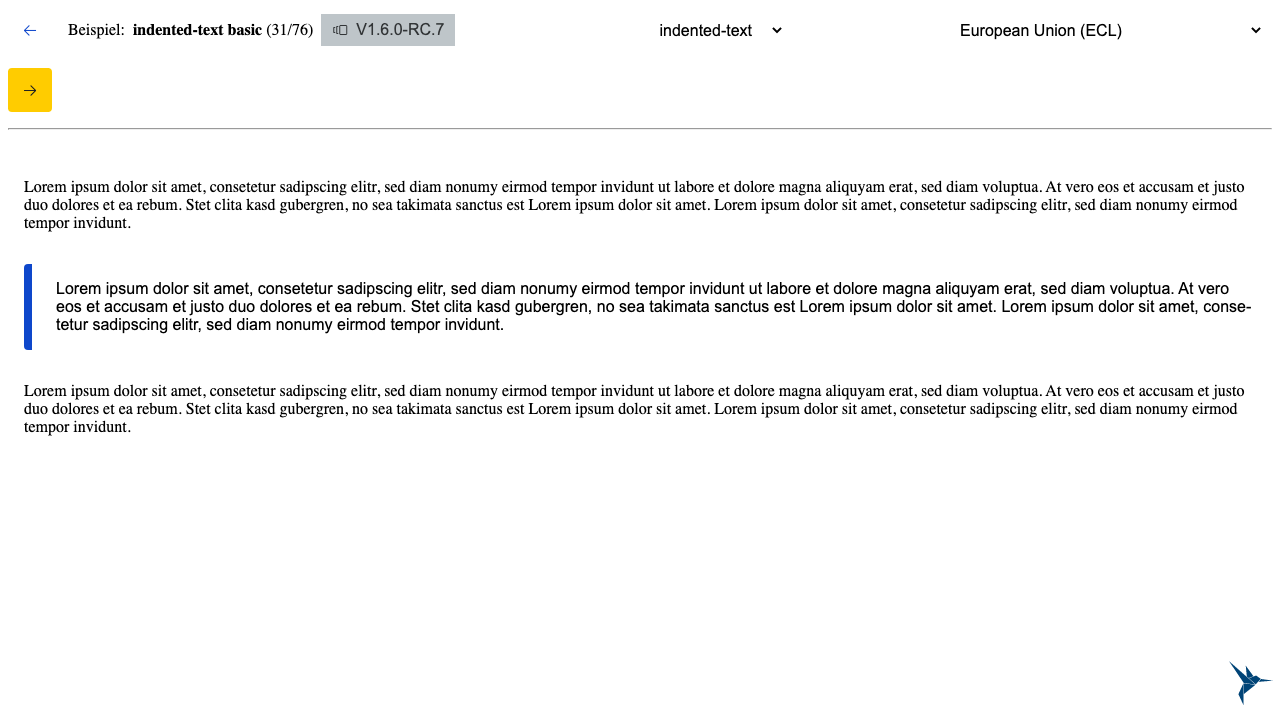 Beispiel: indented-text basic (31/76) V1.6.0-RC.7 indented-text European Union (ECL)
Lorem ipsum dolor sit amet, consetetur sadipscing elitr, sed diam nonumy eirmod tempor invidunt ut labore et dolore magna aliquyam erat, sed diam voluptua. At vero eos et accusam et justo
duo dolores et ea rebum. Stet clita kasd gubergren, no sea takimata sanctus est Lorem ipsum dolor sit amet. Lorem ipsum dolor sit amet, consetetur sadipscing elitr, sed diam nonumy eirmod
tempor invidunt.
Lorem ipsum dolor sit amet, consetetur sadipscing elitr, sed diam nonumy eirmod tempor invidunt ut labore et dolore magna aliquyam erat, sed diam voluptua. At vero
eos et accusam et justo duo dolores et ea rebum. Stet clita kasd gubergren, no sea takimata sanctus est Lorem ipsum dolor sit amet. Lorem ipsum dolor sit amet, conse-
tetur sadipscing elitr, sed diam nonumy eirmod tempor invidunt.
Lorem ipsum dolor sit amet, consetetur sadipscing elitr, sed diam nonumy eirmod tempor invidunt ut labore et dolore magna aliquyam erat, sed diam voluptua. At vero eos et accusam et justo
duo dolores et ea rebum. Stet clita kasd gubergren, no sea takimata sanctus est Lorem ipsum dolor sit amet. Lorem ipsum dolor sit amet, consetetur sadipscing elitr, sed diam nonumy eirmod
tempor invidunt.